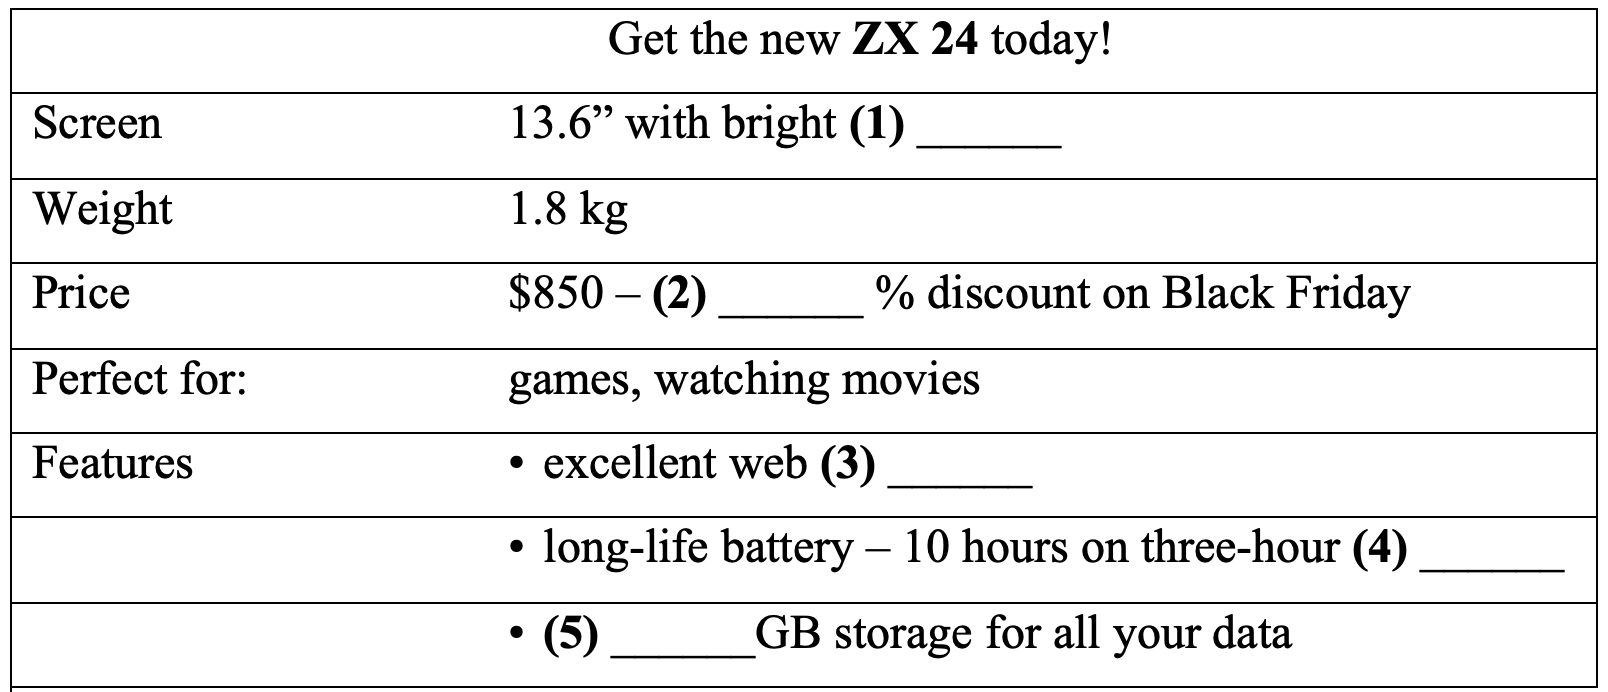 Get the new ZX 24 today!
Screen 13.6” with bright (1) ______
Weight 1.8 kg
Price $850 – (2) ______ % discount on Black Friday
Perfect for: games, watching movies
Features • excellent web (3) ______
• long-life battery – 10 hours on three-hour (4) ______
• (5) ______GB storage for all your data